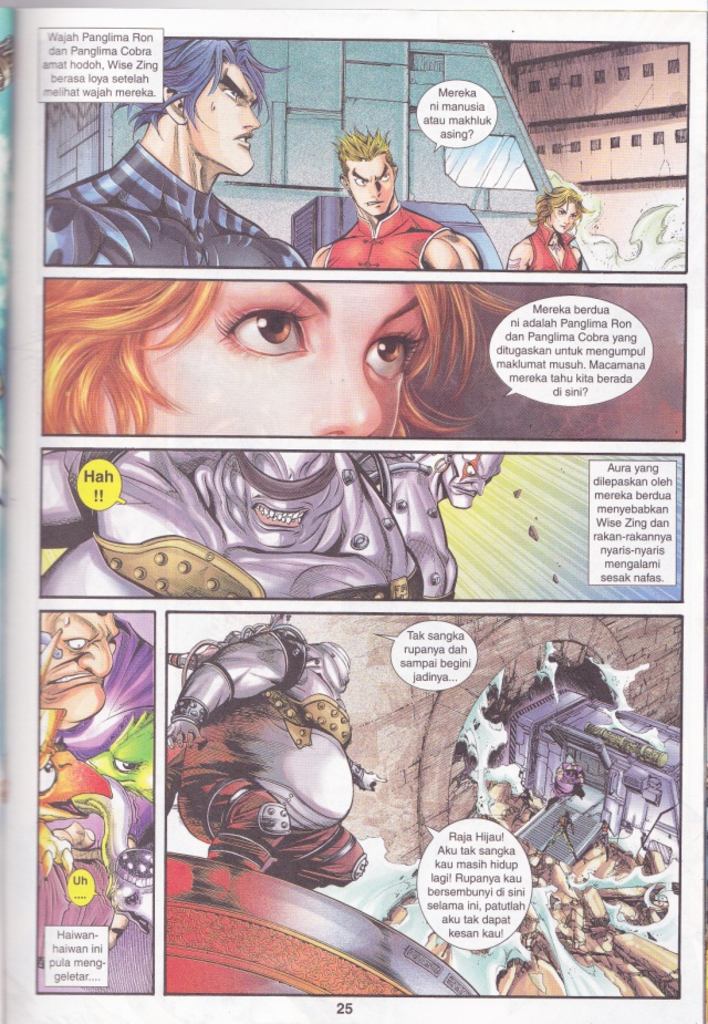 Wajah Panglima Ron
dan Panglima Cobra
amat hodoh, Wise Zing
berasa loya setelah
melihat wajah mereka.
Mereka
ni manusia
atau makhluk
asing?
Mereka berdua
ni adalah Panglima Ron
dan Panglima Cobra yang
ditugaskan untuk mengumpul
maklumat musuh. Macamana
mereka tahu kita berada
di sini?
Hah
!!
Aura yang
dilepaskan oleh
mereka berdua
menyebabkan
Wise Zing dan
rakan-rakannya
nyaris-nyaris
mengalami
sesak nafas.
Uh
....
Haiwan-
haiwan ini
pula meng-
geletar....
Tak sangka
rupanya dah
sampai begini
jadinya...
Raja Hijau!
Aku tak sangka
kau masih hidup
lagi! Rupanya kau
bersembunyi di sini
selama ini, patutlah
aku tak dapat
kesan kau!
25